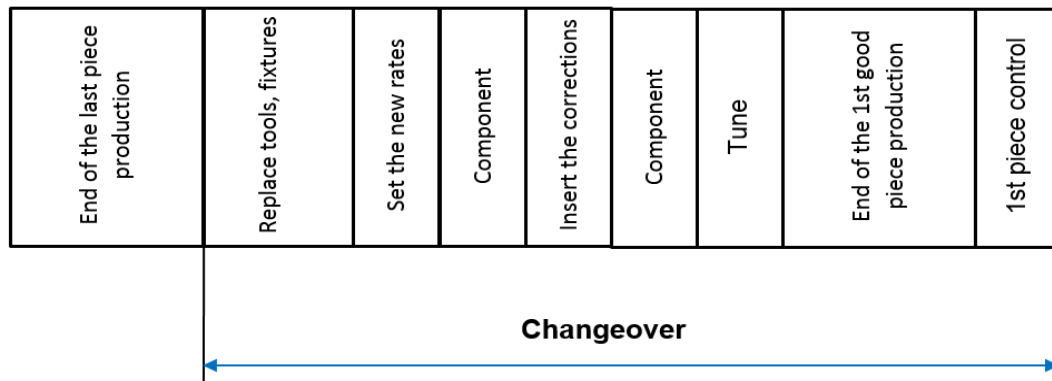 End of the last piece
production
Replace tools, fixtures
Set the new rates
Component
Insert the corrections
Component
Tune
End of the 1st good
piece production
1st piece control
Changeover